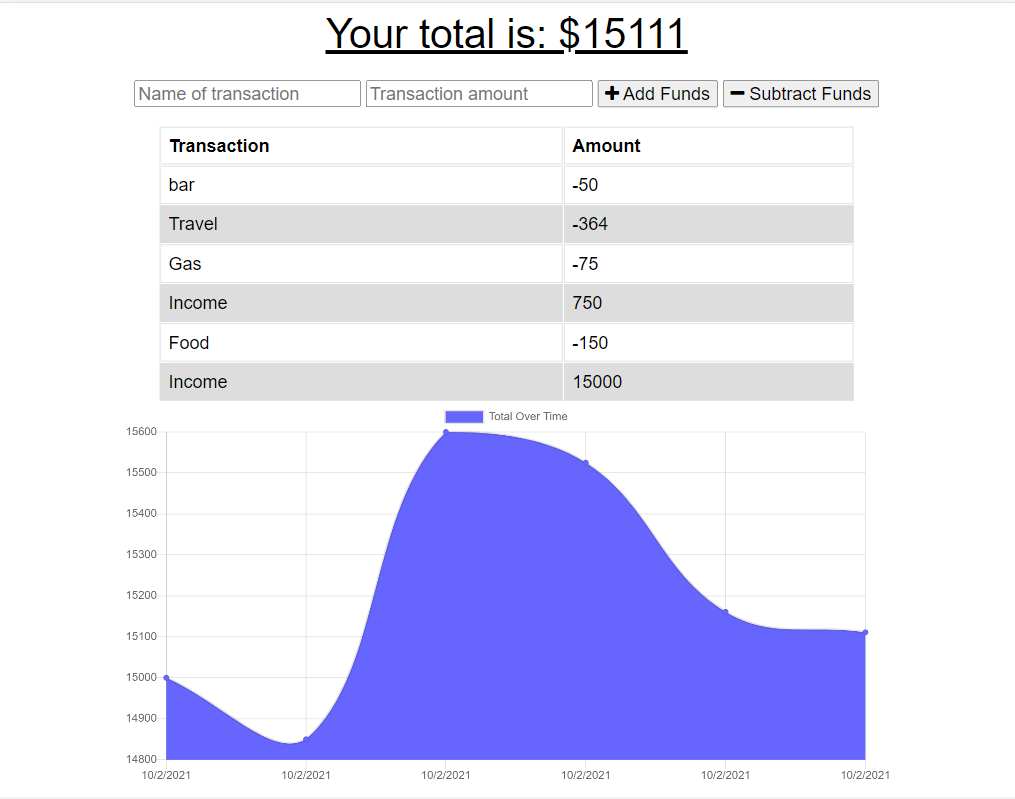 Your total is: $15111
Name of transaction Transaction amount + Add Funds − Subtract Funds
Transaction Amount
bar -50
Travel -364
Gas -75
Income 750
Food -150
Income 15000
Total Over Time
15600
15500
15400
15300
15200
15100
15000
14900
14800
10/2/2021 10/2/2021 10/2/2021 10/2/2021 10/2/2021 10/2/2021